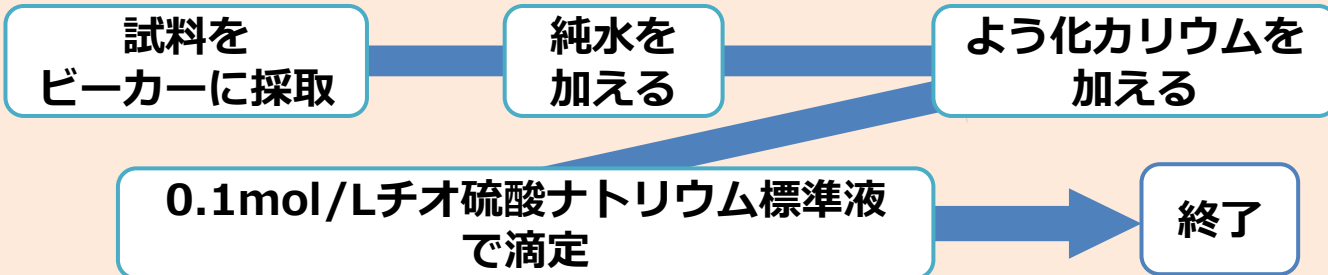 試料を
ビーカーに採取
純水を
加える
よう化カリウムを
加える
0.1mol/Lチオ硫酸ナトリウム標準液
で滴定
終了